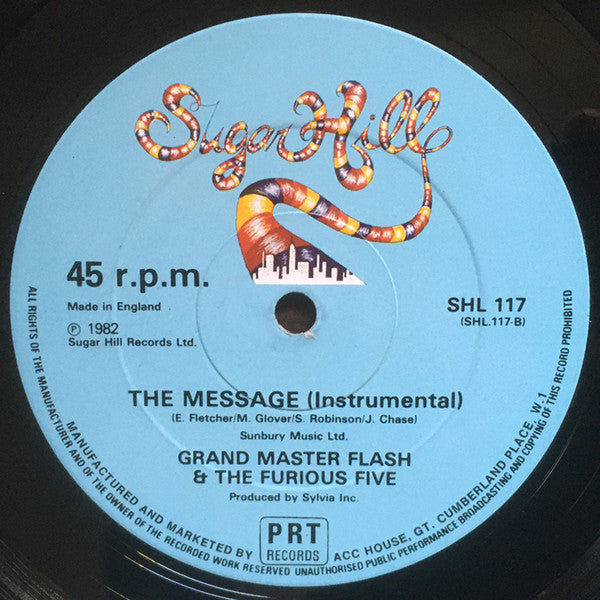 Sugar Hill
45 r.p.m.
Made in England
Ⓟ 1982
Sugar Hill Records Ltd.
SHL 117
(SHL.117-B)
THE MESSAGE (Instrumental)
(E. Fletcher/M. Glover/S. Robinson/J. Chase)
Sunbury Music Ltd.
GRAND MASTER FLASH
& THE FURIOUS FIVE
Produced by Sylvia Inc.
PRT
RECORDS
MANUFACTURED AND MARKETED BY PRT RECORDS ACC HOUSE, GT. CUMBERLAND PLACE, W.1
ALL RIGHTS OF THE MANUFACTURER AND OF THE OWNER OF THE RECORDED WORK RESERVED UNAUTHORISED PUBLIC PERFORMANCE BROADCASTING AND COPYING OF THIS RECORD PROHIBITED